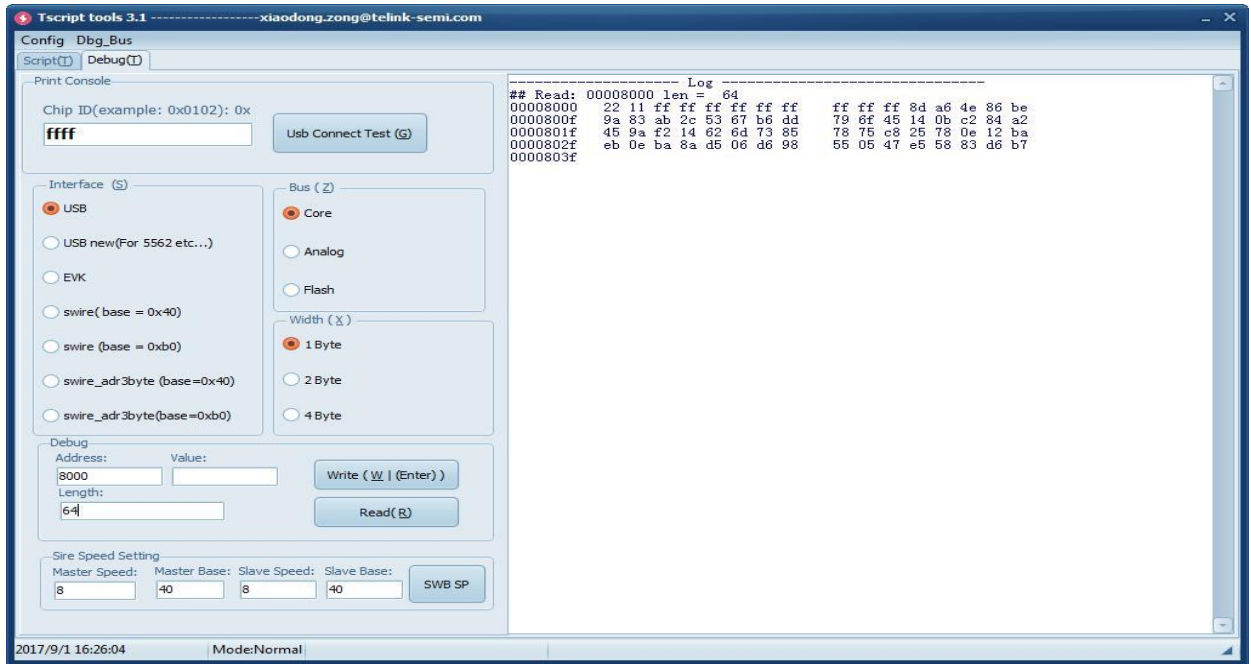 Tscript tools 3.1 ------------------xiaodong.zong@telink-semi.com
Config Dbg_Bus
Script(T) Debug(T)
Print Console
Chip ID(example: 0x0102): 0x
ffff
Usb Connect Test (G)
Interface (S)
USB
USB new(For 5562 etc...)
EVK
swire( base = 0x40)
swire (base = 0xb0)
swire_adr3byte (base=0x40)
swire_adr3byte(base=0xb0)
Bus ( Z)
Core
Analog
Flash
Width ( X )
1 Byte
2 Byte
4 Byte
Debug
Address: Value:
8000
Write ( W | (Enter) )
Length:
64
Read( R)
Sire Speed Setting
Master Speed: Master Base: Slave Speed: Slave Base:
8 40 8 40
SWB SP
--------------------- Log --------------------------------
## Read: 00008000 len = 64
00008000 22 11 ff ff ff ff ff ff ff ff ff 8d a6 4e 86 be
0000800f 9a 83 ab 2c 53 67 b6 dd 79 6f 45 14 0b c2 84 a2
0000801f 45 9a f2 14 62 6d 73 85 78 75 c8 25 78 0e 12 ba
0000802f eb 0e ba 8a d5 06 d6 98 55 05 47 e5 58 83 d6 b7
0000803f
2017/9/1 16:26:04 Mode:Normal